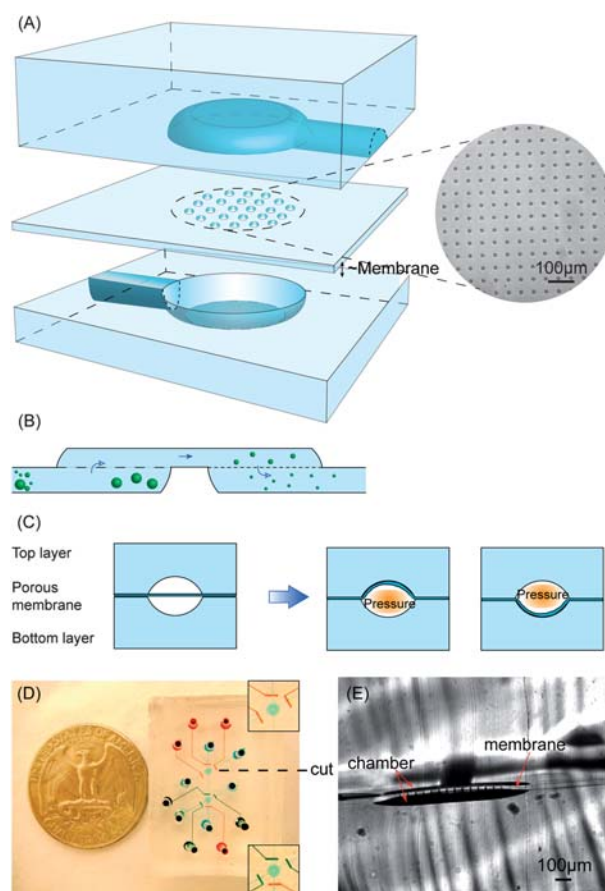 (A)
~Membrane
100µm
(B)
(C)
Top layer
Porous
membrane
Bottom layer
Pressure
Pressure
(D)
cut
(E)
chamber
membrane
100µm